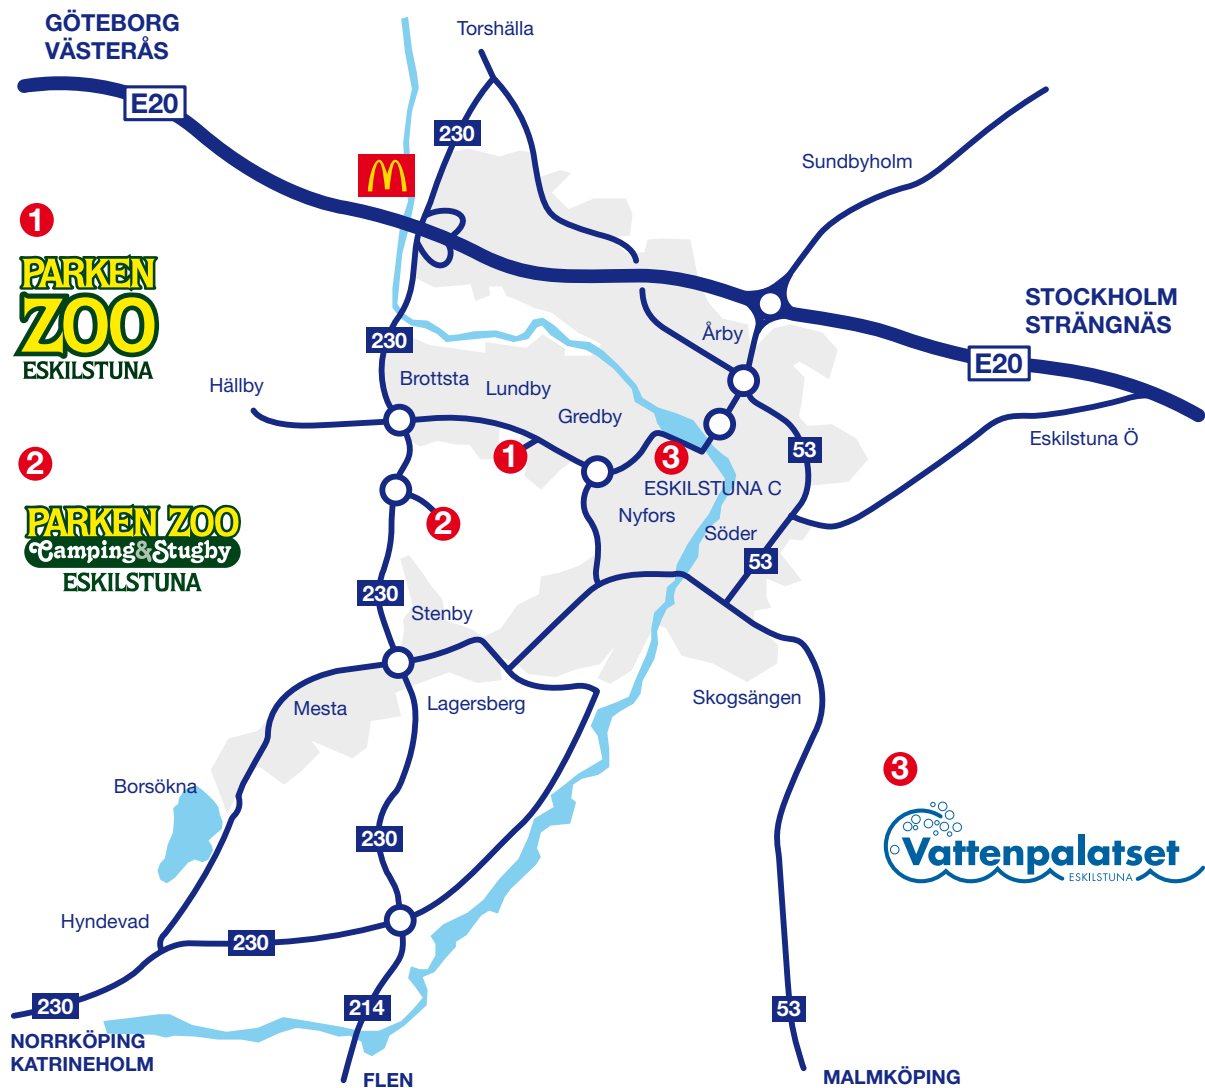 GÖTEBORG
VÄSTERÅS
Torshälla
E20
230
Sundbyholm
1
PARKEN
ZOO
ESKILSTUNA
STOCKHOLM
STRÄNGNÄS
E20
230
Årby
Hällby
Brottsta
Lundby
Gredby
Eskilstuna Ö
53
1
3
2
ESKILSTUNA C
Nyfors
Söder
2
PARKEN ZOO
Camping&Stugby
ESKILSTUNA
53
230
Stenby
Mesta
Lagersberg
Skogsängen
3
Vattenpalatset
ESKILSTUNA
Borsökna
230
Hyndevad
230
230
214
53
NORRKÖPING
KATRINEHOLM
FLEN
MALMKÖPING